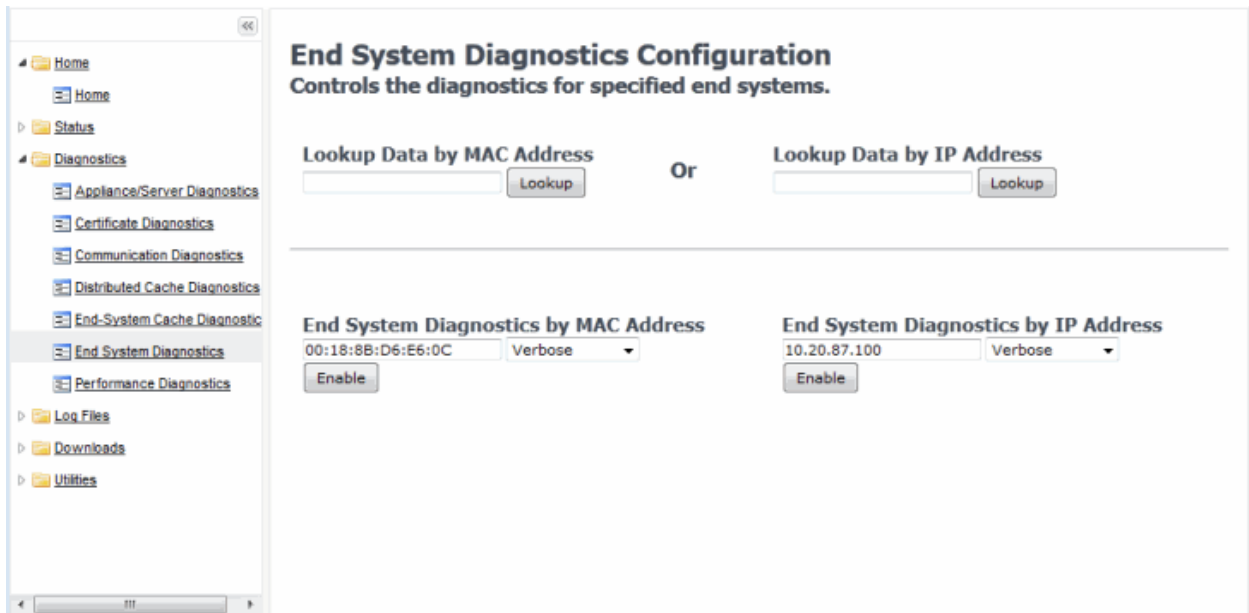 Home
Home
Status
Diagnostics
Appliance/Server Diagnostics
Certificate Diagnostics
Communication Diagnostics
Distributed Cache Diagnostics
End-System Cache Diagnostic
End System Diagnostics
Performance Diagnostics
Log Files
Downloads
Utilities
End System Diagnostics Configuration
Controls the diagnostics for specified end systems.
Lookup Data by MAC Address
Lookup
Or
Lookup Data by IP Address
Lookup
End System Diagnostics by MAC Address
00:18:8B:D6:E6:0C Verbose
Enable
End System Diagnostics by IP Address
10.20.87.100 Verbose
Enable